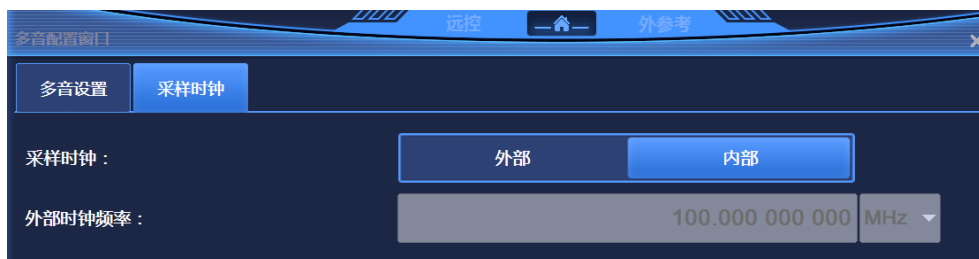 远控 外参考
多音配置窗口
多音设置 采样时钟
采样时钟： 外部 内部
外部时钟频率： 100.000 000 000 MHz